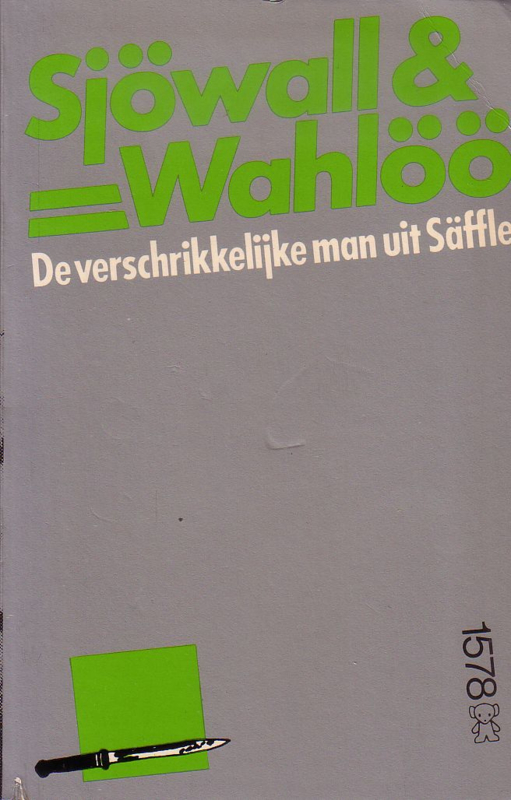 Sjöwall &
Wahlöö
De verschrikkelijke man uit Säffle
1578